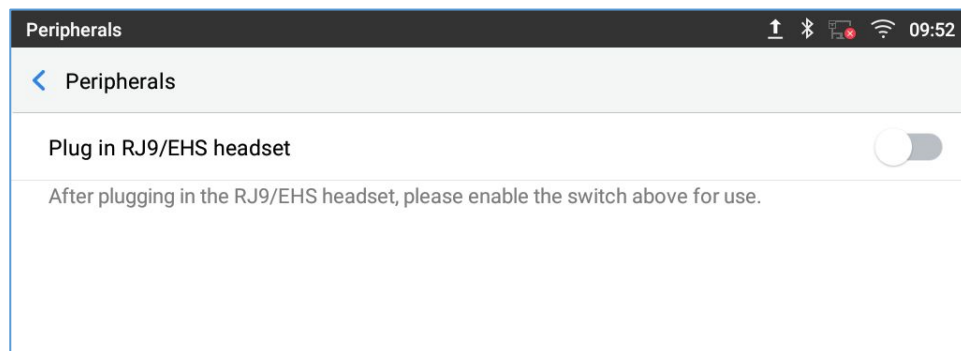 Peripherals 09:52
Peripherals
Plug in RJ9/EHS headset
After plugging in the RJ9/EHS headset, please enable the switch above for use.